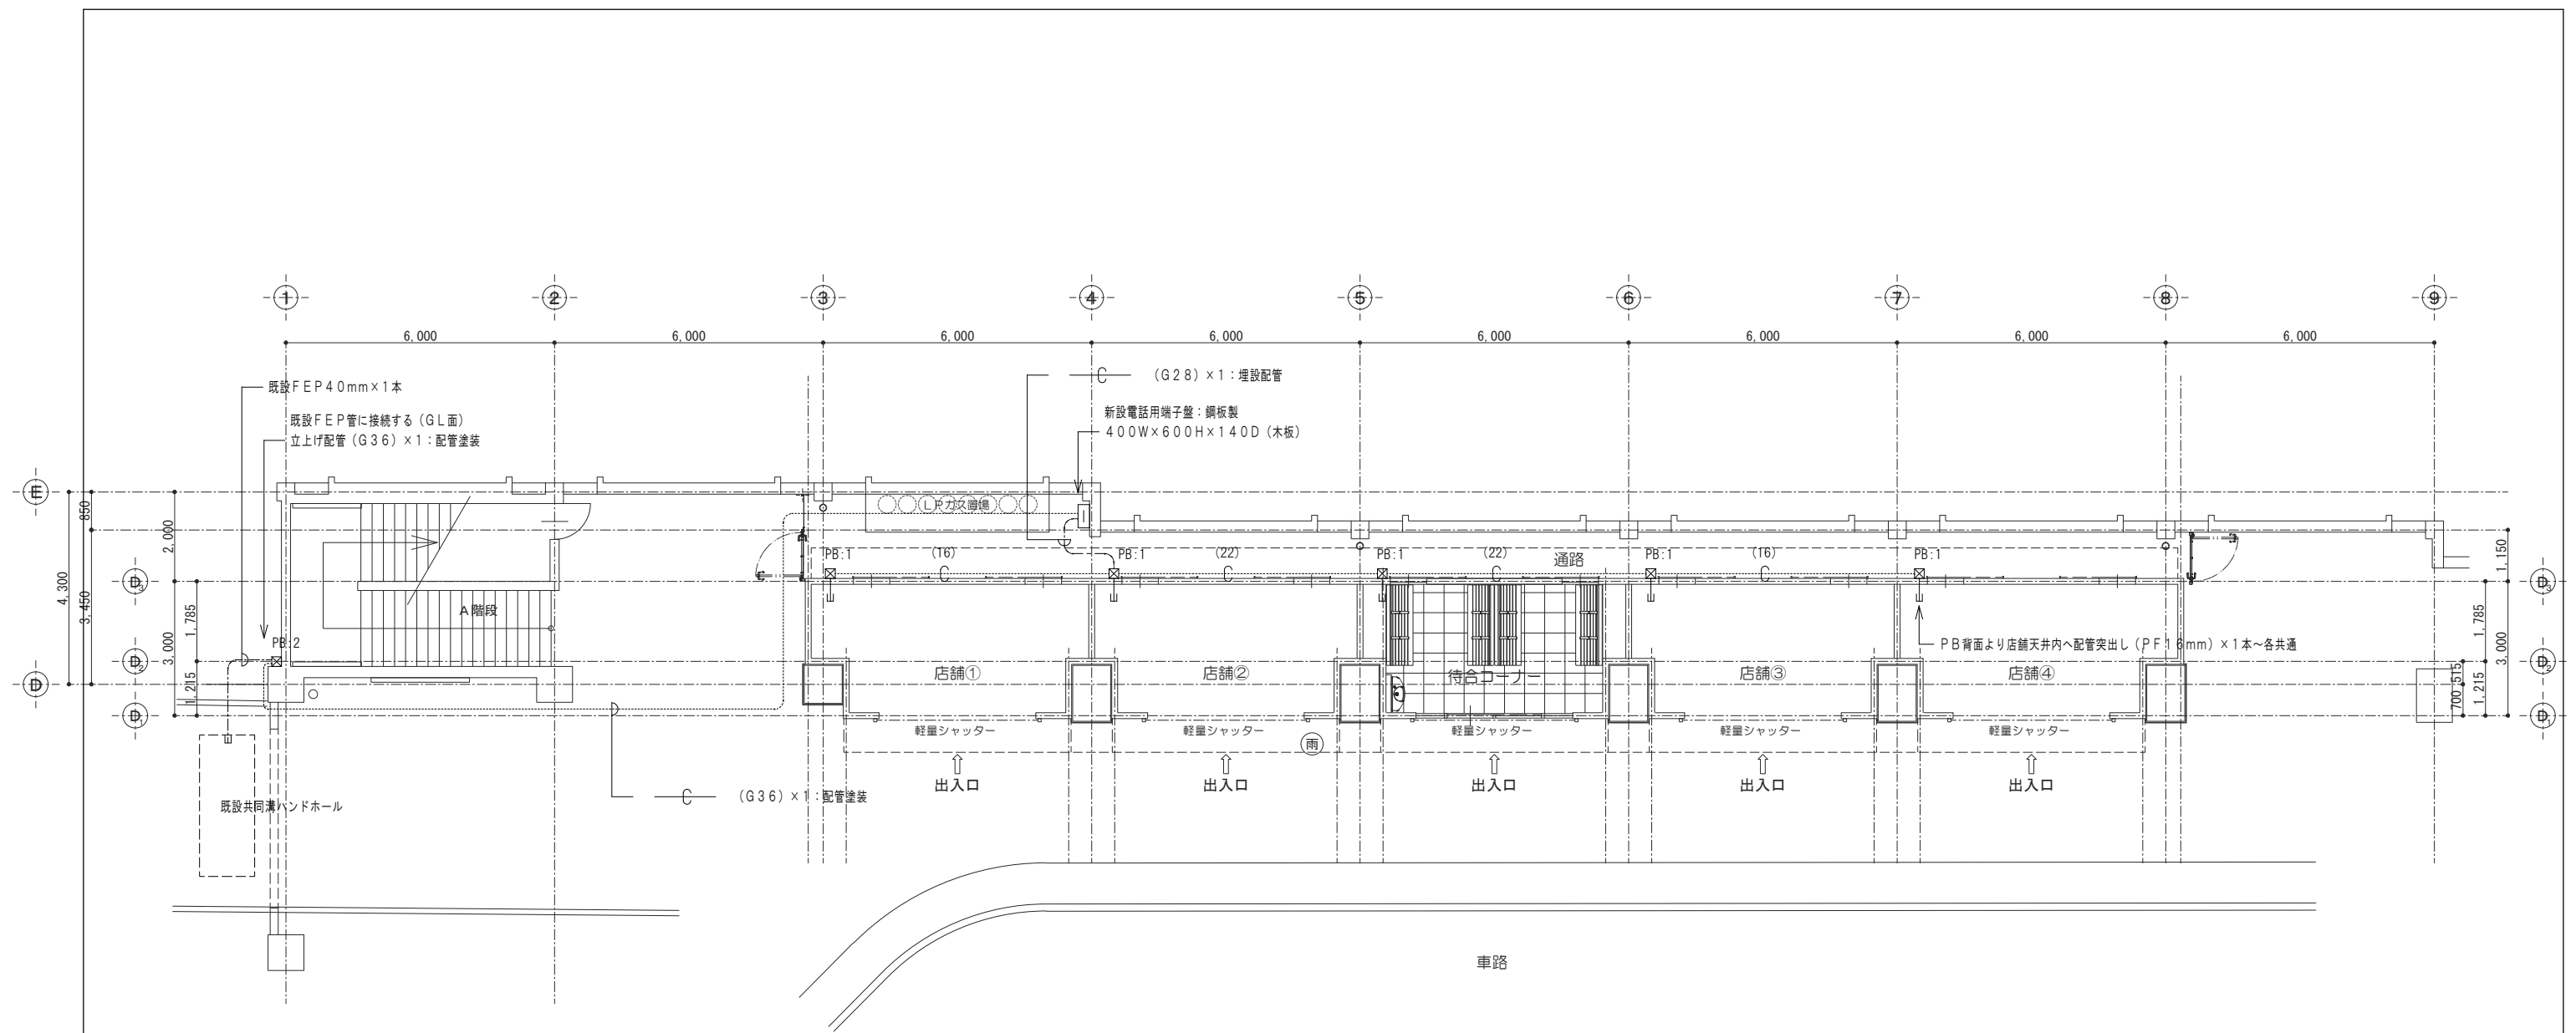 1 2 3 4 5 6 7 8 9
6,000 6,000 6,000 6,000 6,000 6,000 6,000 6,000
既設FEP40mm×1本
既設FEP管に接続する(GL面)
立上げ配管(G36)×1:配管塗装
C (G28)×1:埋設配管
新設電話用端子盤:鋼板製
400W×600H×140D(木板)
E
850
2,000
LPガス置場
4,300
3,450
PB:1 (16) PB:1 (22) PB:1 (22) 通路 PB:1 (16) PB:1
1,150
C C C C
D3 D3
1,785
3,000
A階段
PB:2
PB背面より店舗天井内へ配管突出し(PF16mm)×1本~各共通
1,785
3,000
D2 D2
店舗① 店舗② 待合コーナー 店舗③ 店舗④
D
1,215
515
700
1,215
D1 D1
軽量シャッター 軽量シャッター 軽量シャッター 軽量シャッター 軽量シャッター
雨
出入口 出入口 出入口 出入口 出入口
既設共同溝ハンドホール
C (G36)×1:配管塗装
車路